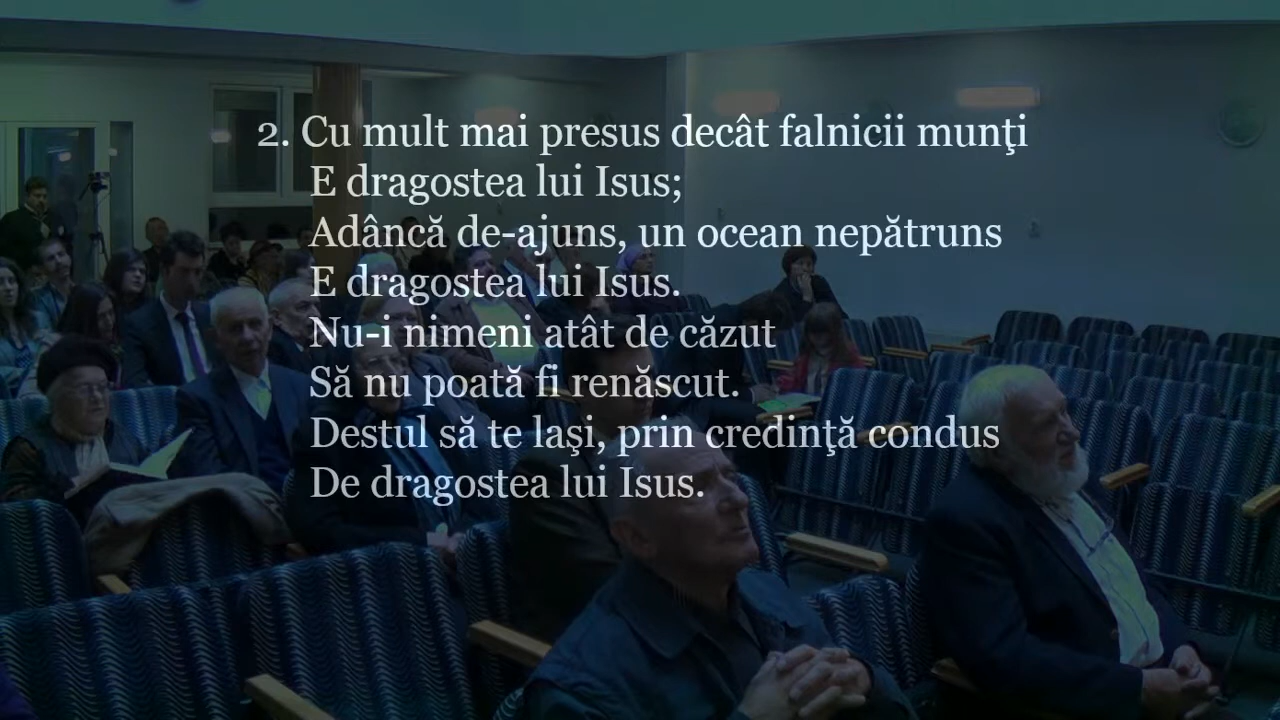 2. Cu mult mai presus decât falnicii munţi
E dragostea lui Isus;
Adâncă de-ajuns, un ocean nepătruns
E dragostea lui Isus.
Nu-i nimeni atât de căzut
Să nu poată fi renăscut.
Destul să te laşi, prin credinţă condus
De dragostea lui Isus.